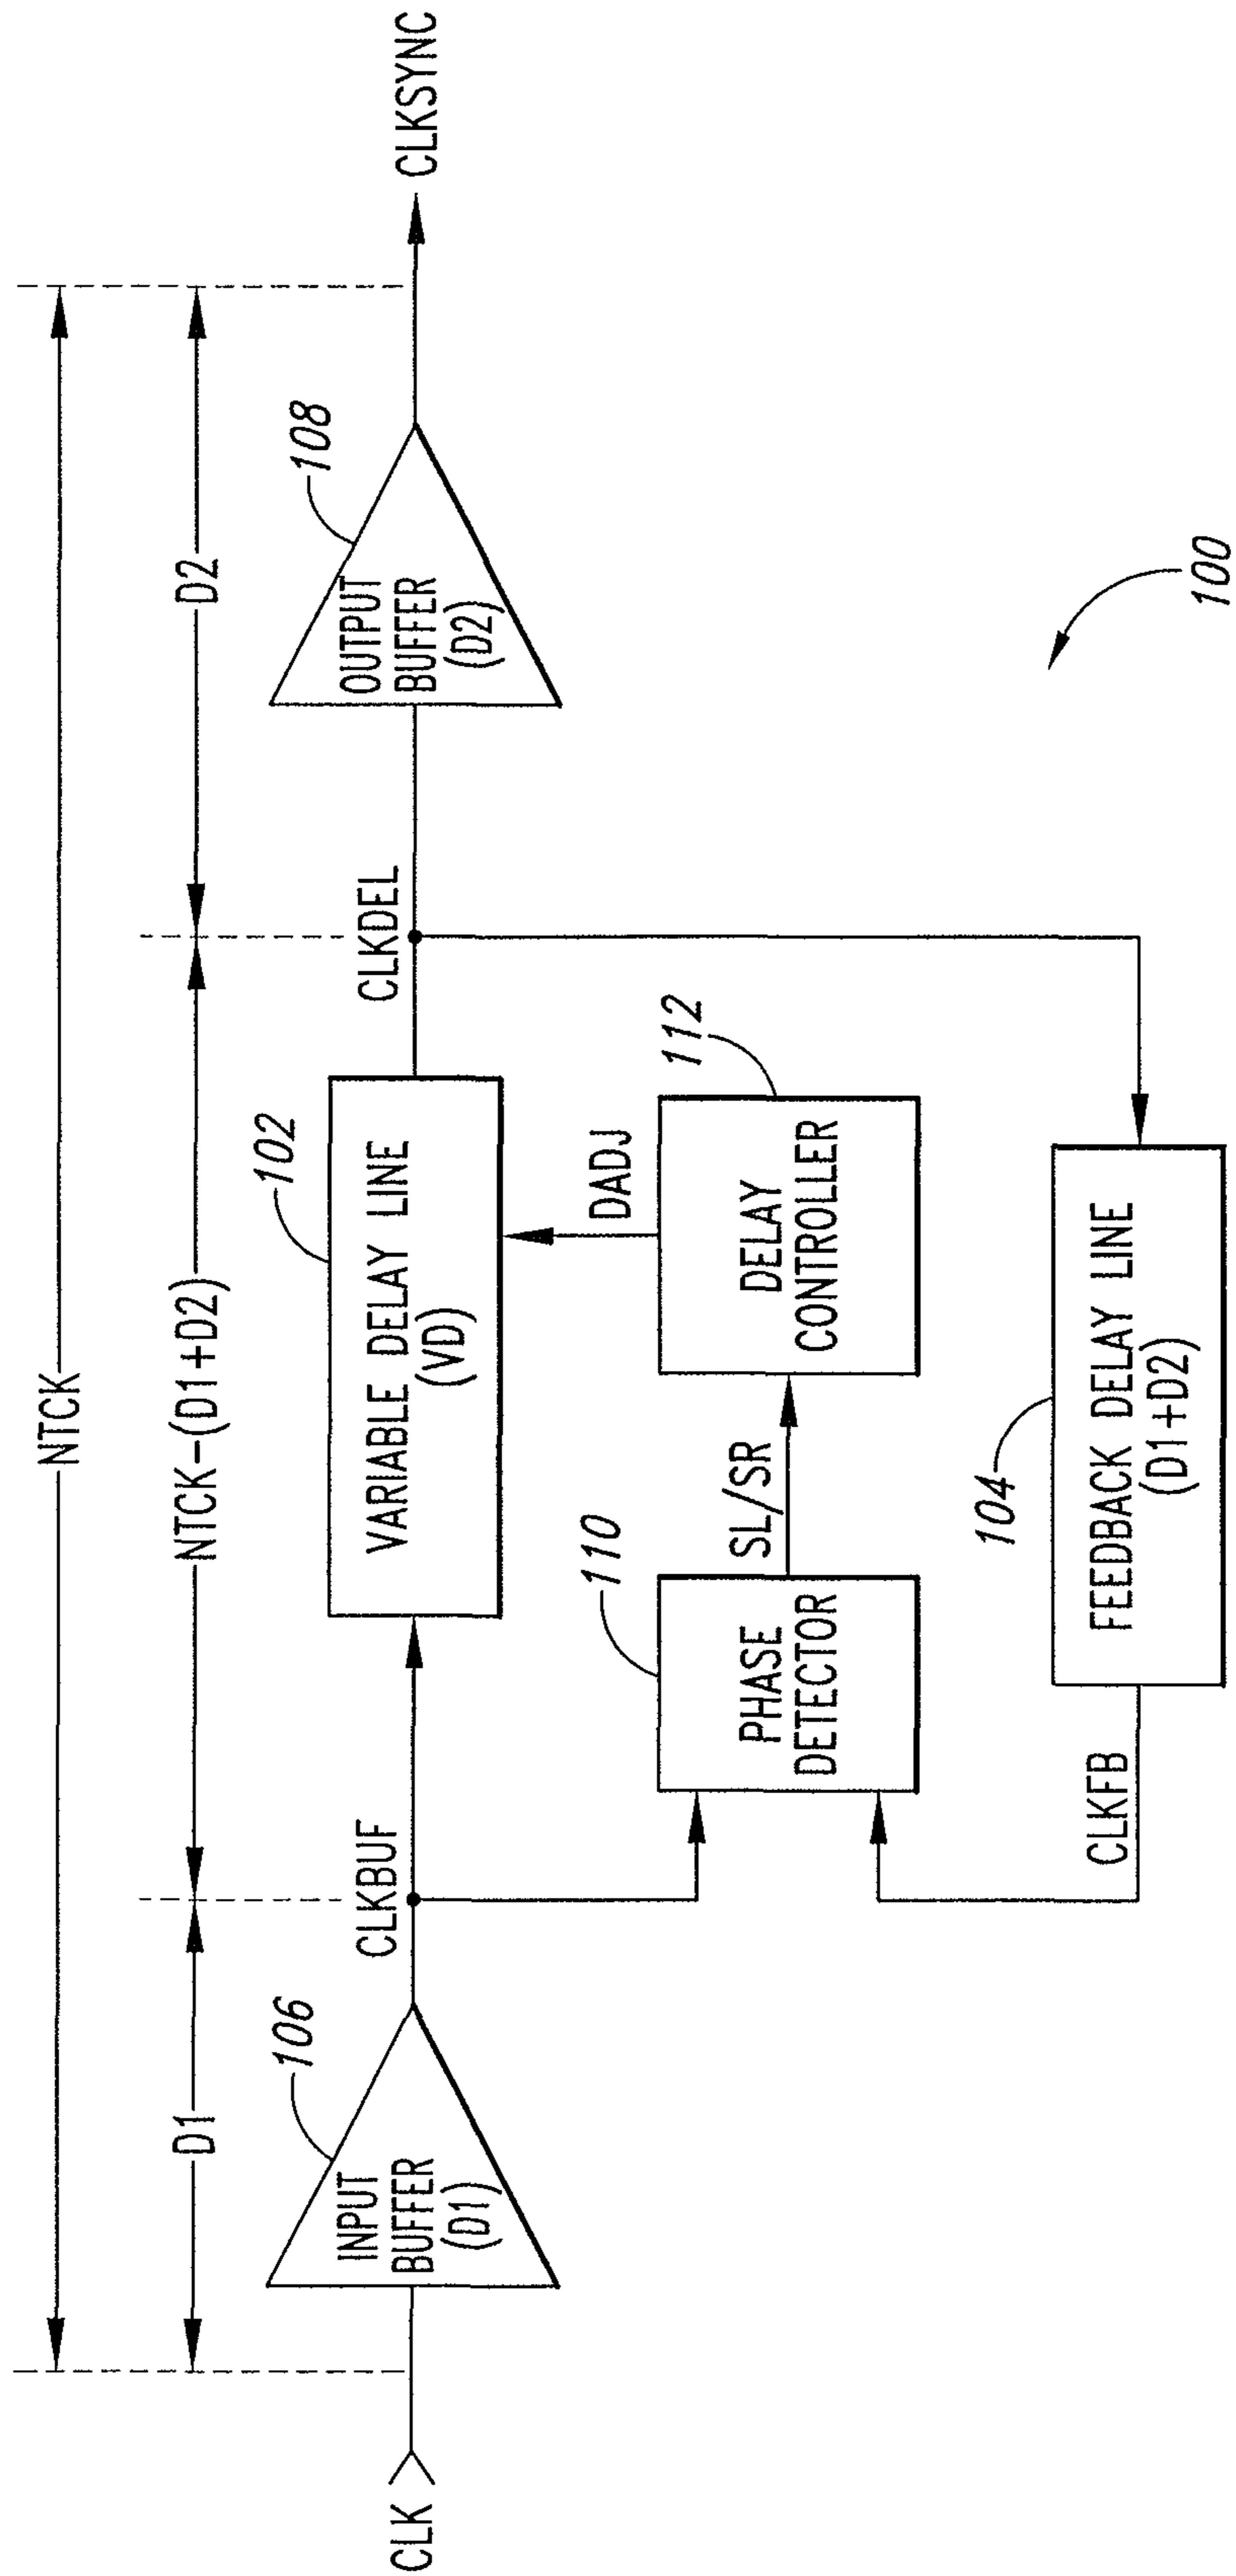 NTCK
D1
NTCK-(D1+D2)
D2
CLK
INPUT
BUFFER
(D1)
106
CLKBUF
VARIABLE DELAY LINE
(VD)
102
CLKDEL
OUTPUT
BUFFER
(D2)
108
CLKSYNC
DADJ
PHASE
DETECTOR
110
SL/SR
DELAY
CONTROLLER
112
CLKFB
FEEDBACK DELAY LINE
(D1+D2)
104
100